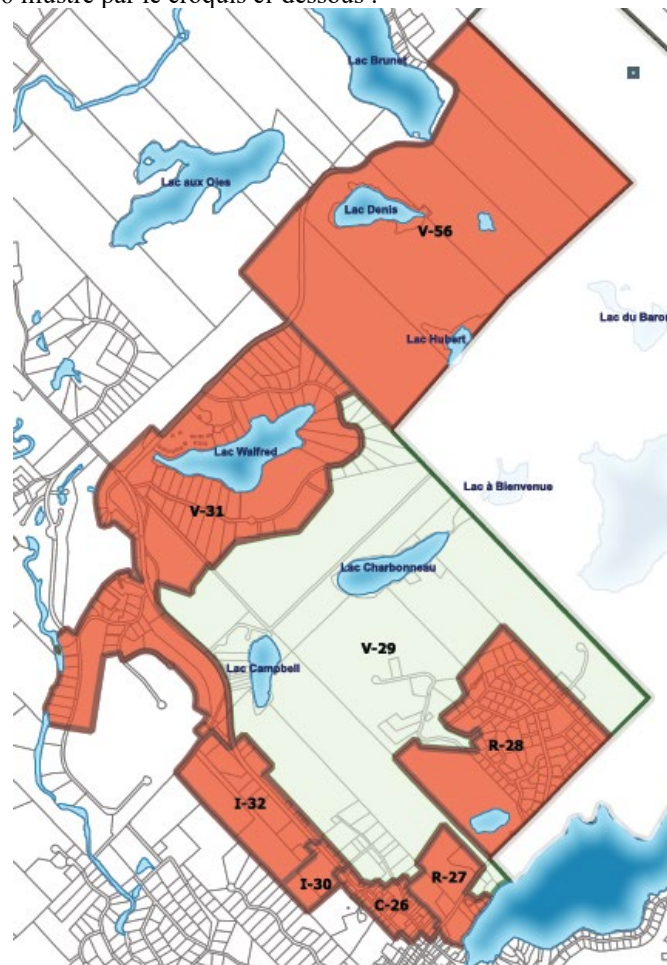 Lac Brunet
Lac aux Oies
Lac Denis
V-56
Lac du Baron
Lac Hubert
Lac Walfred
Lac à Bienvenue
V-31
Lac Charbonneau
V-29
Lac Campbell
R-28
I-32
R-27
I-30
C-26